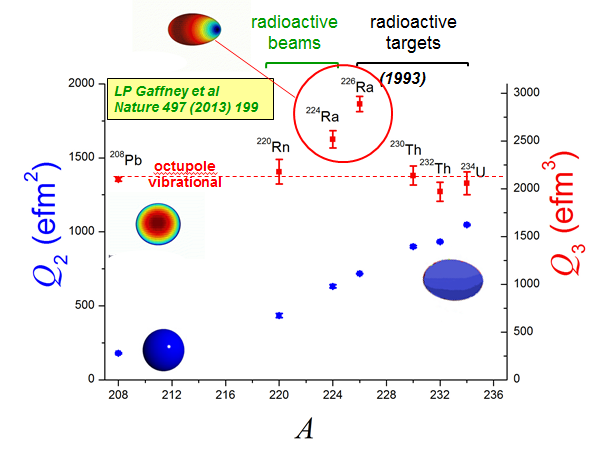 radioactive
beams
radioactive
targets
(1993)
LP Gaffney et al
Nature 497 (2013) 199
2000
1500
1000
500
0
Q₂ (efm²)
3000
2500
2000
1500
1000
500
0
Q₃ (efm³)
²⁰⁸Pb
²²⁰Rn
²²⁴Ra
²²⁶Ra
²³⁰Th
²³²Th
²³⁴U
octupole
vibrational
208 212 216 220 224 228 232 236
A